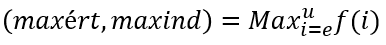 (maxért, maxind) = Max_{i=e}^{u} f(i)